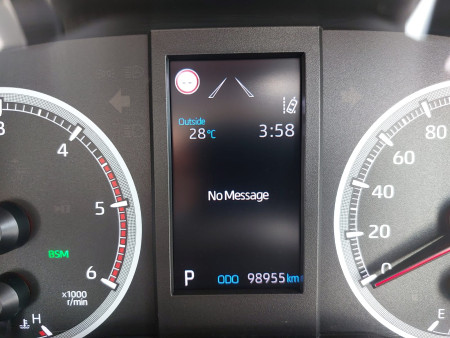 Outside
28°C
3:58
No Message
P ODO 98955 km
3
4
5
6
x1000
r/min
BSM
H
80
60
40
20
0
E